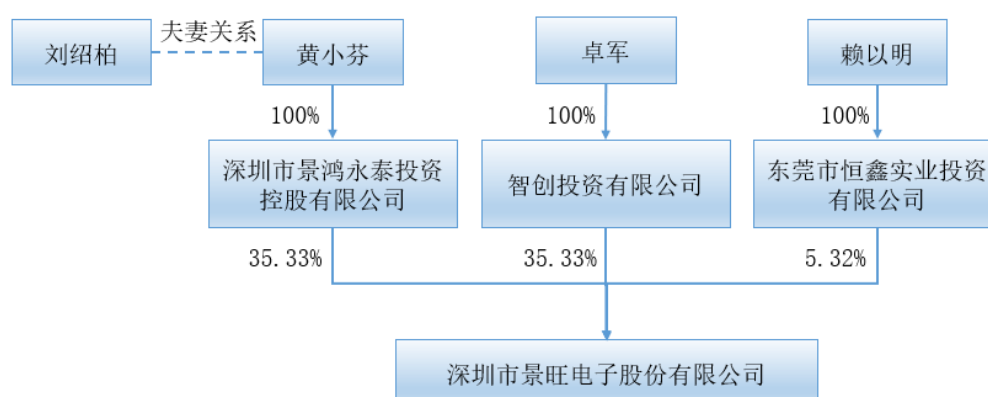 夫妻关系
刘绍柏
黄小芬
卓军
赖以明
100%
100%
100%
深圳市景鸿永泰投资
控股有限公司
智创投资有限公司
东莞市恒鑫实业投资
有限公司
35.33%
35.33%
5.32%
深圳市景旺电子股份有限公司